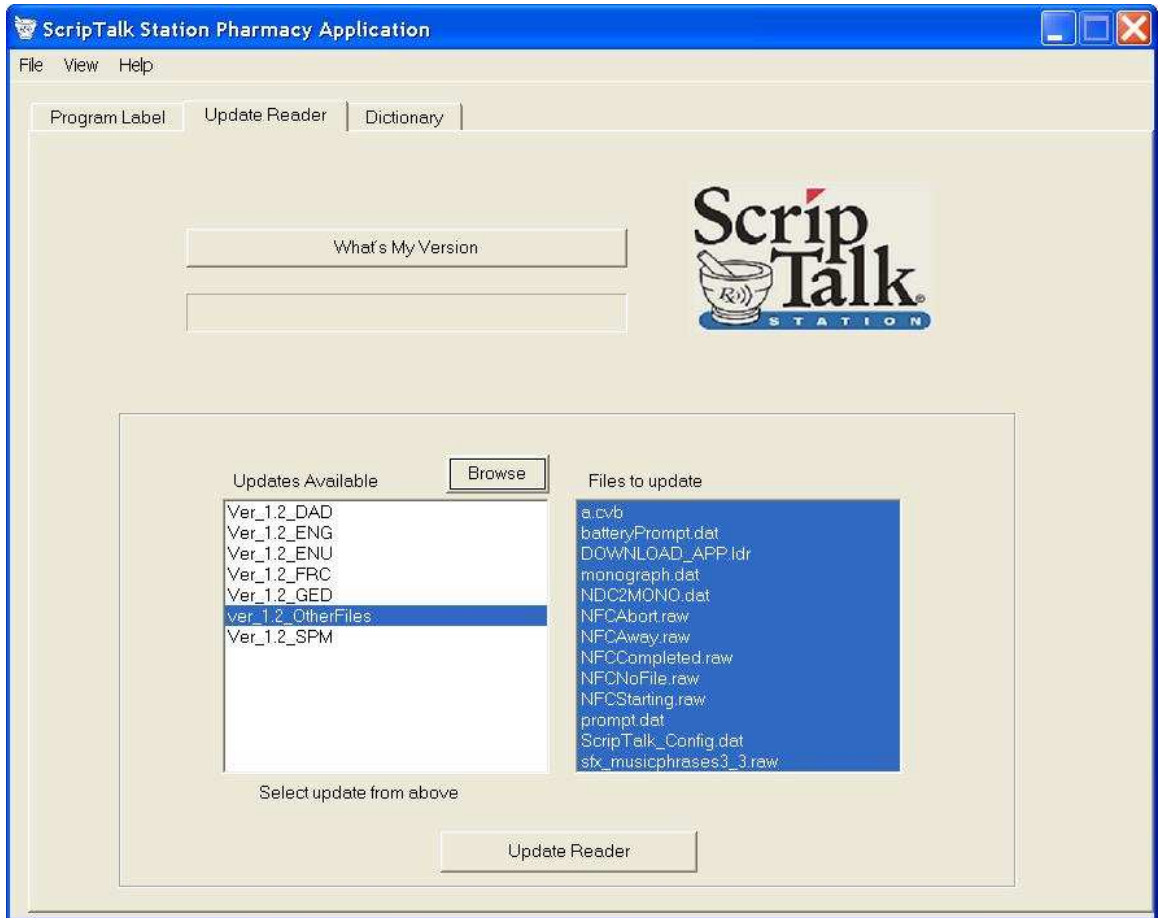 ScripTalk Station Pharmacy Application
File View Help
Program Label Update Reader Dictionary
What's My Version
Scrip
Talk®
Rx
STATION
Updates Available Browse Files to update
Ver_1.2_DAD
Ver_1.2_ENG
Ver_1.2_ENU
Ver_1.2_FRC
Ver_1.2_GED
ver_1.2_OtherFiles
Ver_1.2_SPM
a.cvb
batteryPrompt.dat
DOWNLOAD_APP.ldr
monograph.dat
NDC2MONO.dat
NFCAbort.raw
NFCAway.raw
NFCCompleted.raw
NFCNoFile.raw
NFCStarting.raw
prompt.dat
ScripTalk_Config.dat
sfx_musicphrases3_3.raw
Select update from above
Update Reader